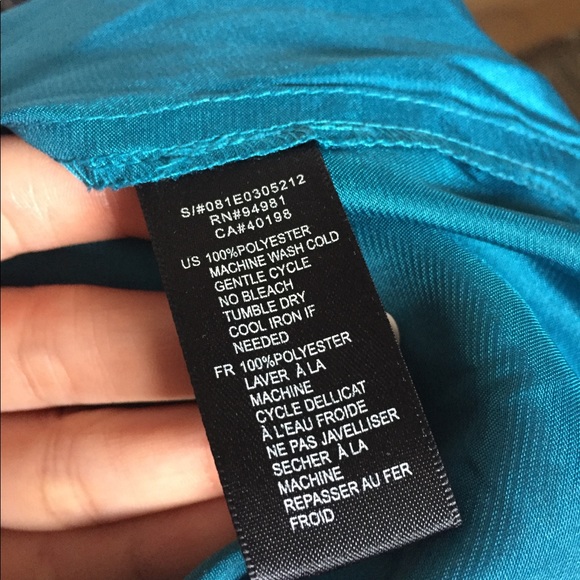 S/#081E0305212
RN#94981
CA#40198
US 100%POLYESTER
MACHINE WASH COLD
GENTLE CYCLE
NO BLEACH
TUMBLE DRY
COOL IRON IF
NEEDED
FR 100%POLYESTER
LAVER À LA
MACHINE
CYCLE DELLICAT
À L'EAU FROIDE
NE PAS JAVELLISER
SECHER À LA
MACHINE
REPASSER AU FER
FROID